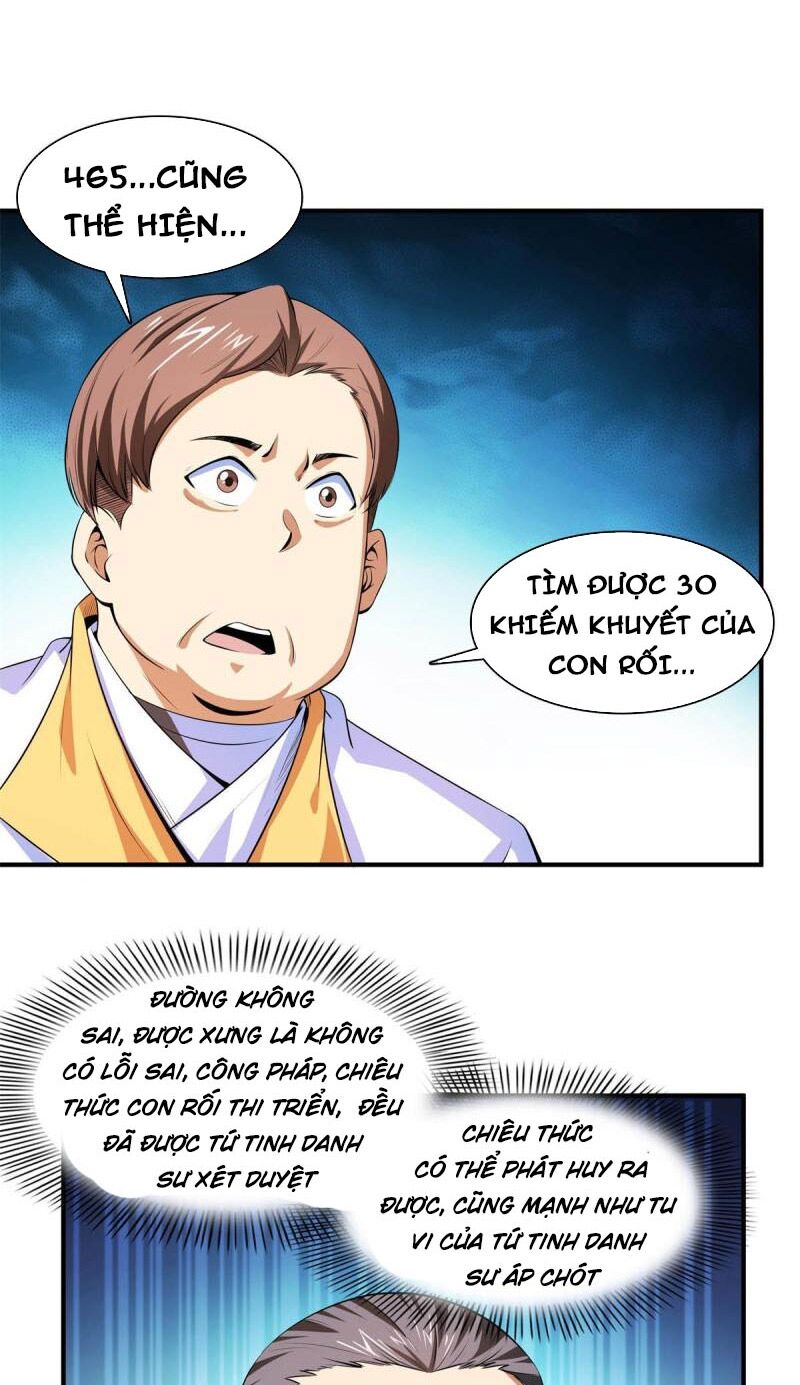 465...CŨNG
THỂ HIỆN...
TÌM ĐƯỢC 30
KHIẾM KHUYẾT CỦA
CON RỐI...
ĐƯỜNG KHÔNG
SAI, ĐƯỢC XƯNG LÀ KHÔNG
CÓ LỖI SAI, CÔNG PHÁP, CHIÊU
THỨC CON RỐI THI TRIỂN, ĐỀU
ĐÃ ĐƯỢC TỨ TINH DANH
SƯ XÉT DUYỆT
CHIÊU THỨC
CÓ THỂ PHÁT HUY RA
ĐƯỢC, CŨNG MẠNH NHƯ TU
VI CỦA TỨ TINH DANH
SƯ ÁP CHÓT